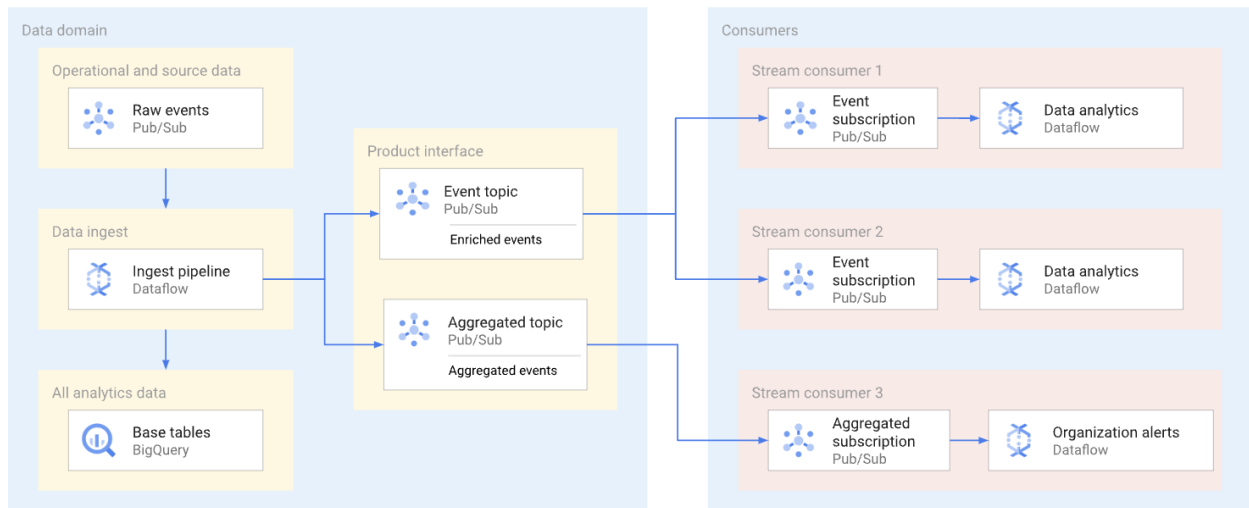 Data domain
Operational and source data
Raw events
Pub/Sub
Data ingest
Ingest pipeline
Dataflow
All analytics data
Base tables
BigQuery
Product interface
Event topic
Pub/Sub
Enriched events
Aggregated topic
Pub/Sub
Aggregated events
Consumers
Stream consumer 1
Event
subscription
Pub/Sub
Data analytics
Dataflow
Stream consumer 2
Event
subscription
Pub/Sub
Data analytics
Dataflow
Stream consumer 3
Aggregated
subscription
Pub/Sub
Organization alerts
Dataflow